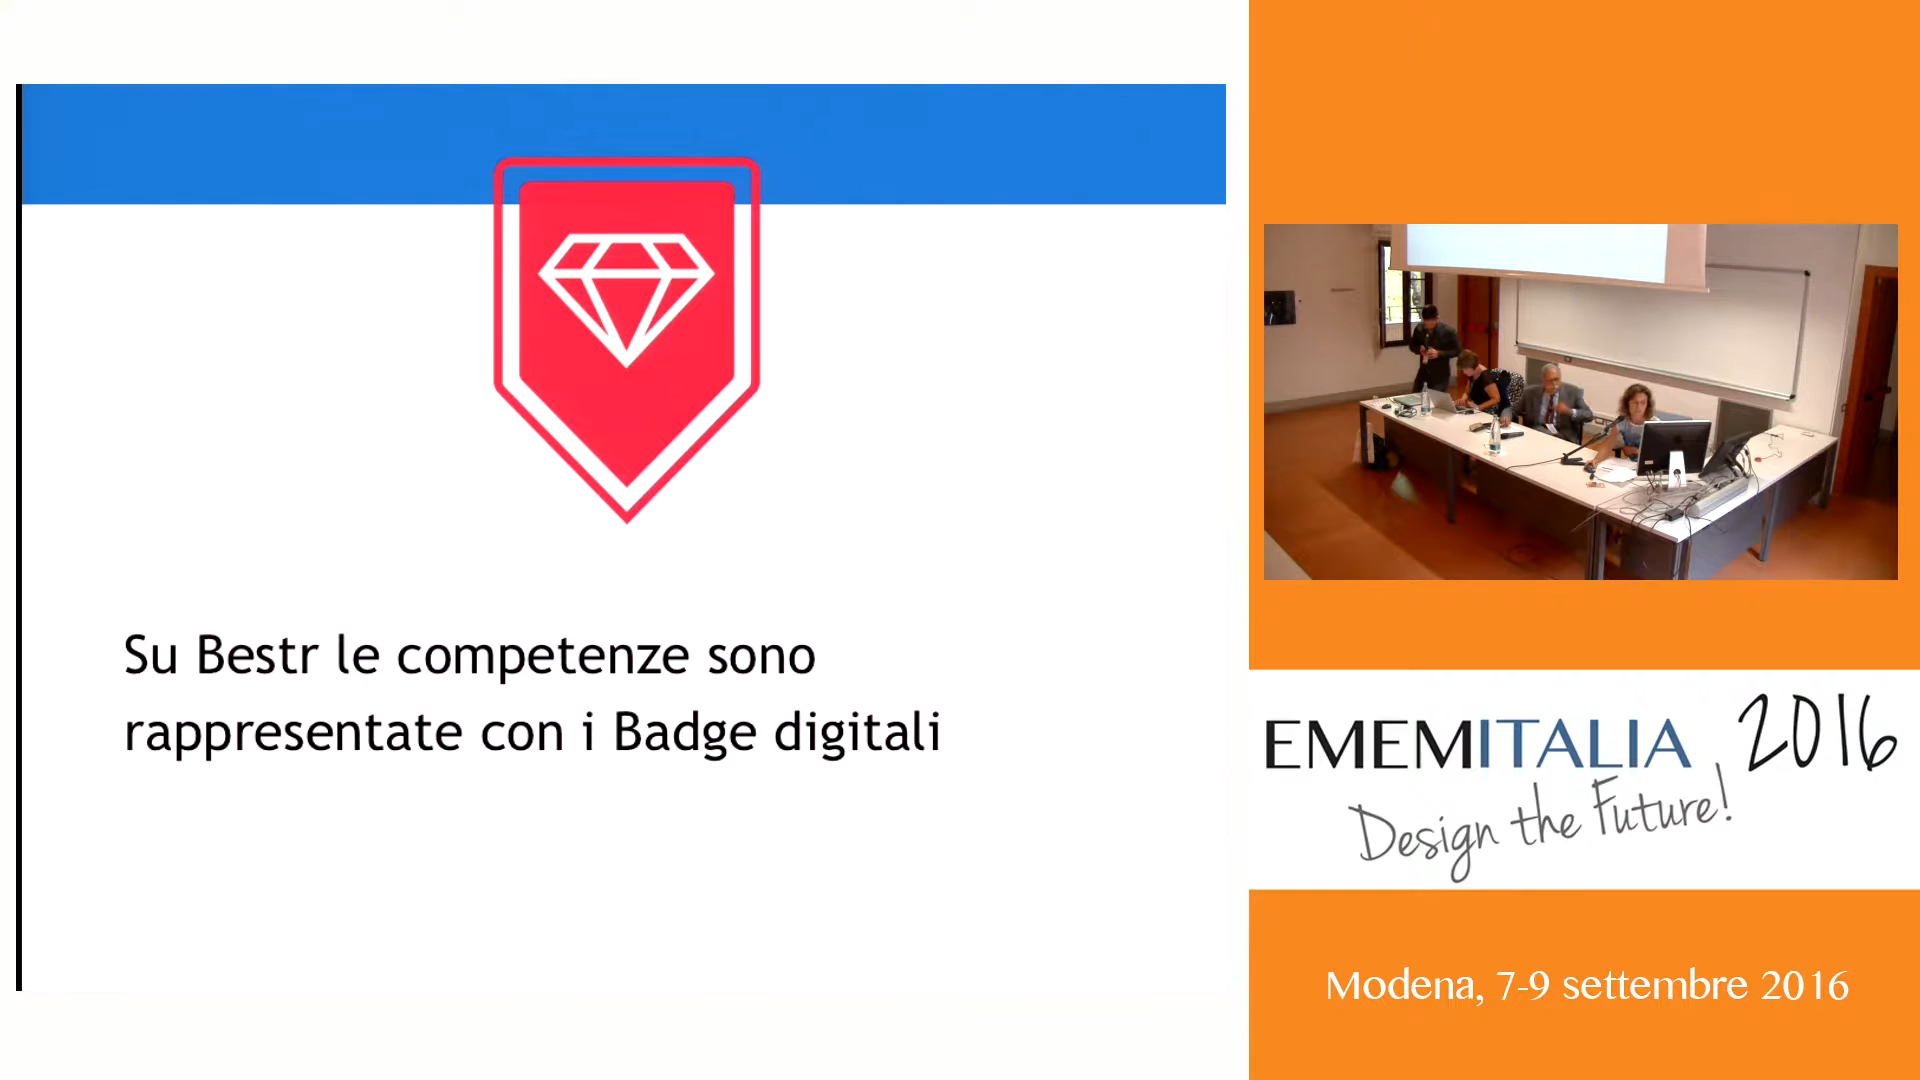 Su Bestr le competenze sono
rappresentate con i Badge digitali
EMEMITALIA 2016
Design the Future!
Modena, 7-9 settembre 2016